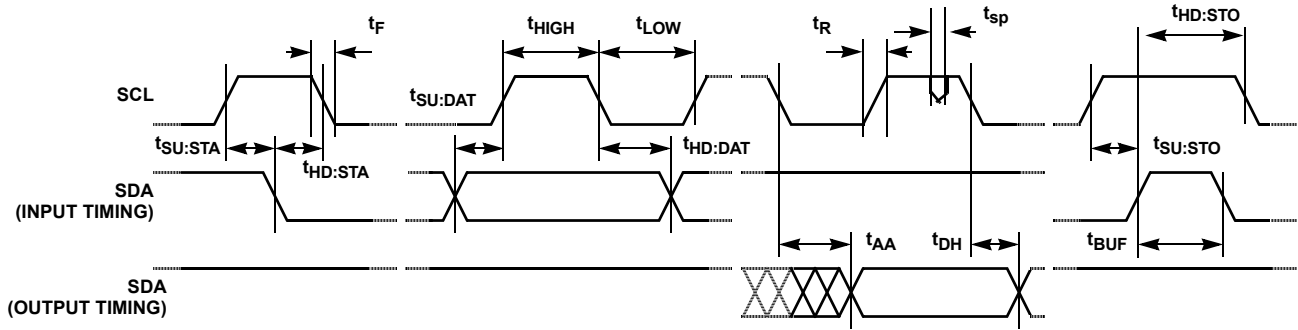 tF
tHIGH
tLOW
tR
tsp
tHD:STO
SCL
tSU:DAT
tSU:STA
tHD:STA
tHD:DAT
tSU:STO
SDA
(INPUT TIMING)
tAA
tDH
tBUF
SDA
(OUTPUT TIMING)